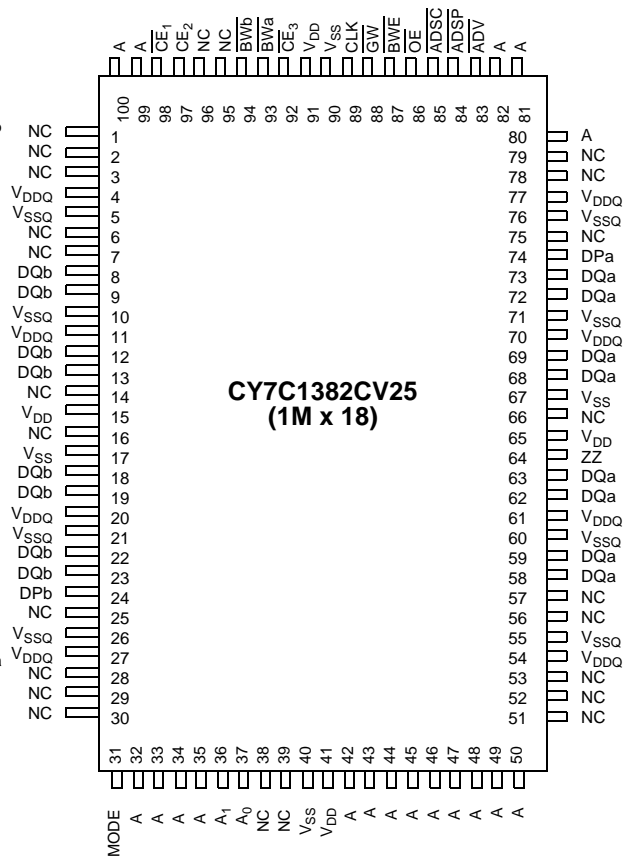 A A CE1 CE2 NC NC BWb BWa CE3 VDD VSS CLK GW BWE OE ADSC ADSP ADV A A
100 99 98 97 96 95 94 93 92 91 90 89 88 87 86 85 84 83 82 81
NC 1 80 A
NC 2 79 NC
NC 3 78 NC
VDDQ 4 77 VDDQ
VSSQ 5 76 VSSQ
NC 6 75 NC
NC 7 74 DPa
DQb 8 73 DQa
DQb 9 72 DQa
VSSQ 10 71 VSSQ
VDDQ 11 70 VDDQ
DQb 12 69 DQa
DQb 13 68 DQa
NC 14 67 VSS
VDD 15 66 NC
NC 16 65 VDD
VSS 17 64 ZZ
DQb 18 63 DQa
DQb 19 62 DQa
VDDQ 20 61 VDDQ
VSSQ 21 60 VSSQ
DQb 22 59 DQa
DQb 23 58 DQa
DPb 24 57 NC
NC 25 56 NC
VSSQ 26 55 VSSQ
VDDQ 27 54 VDDQ
NC 28 53 NC
NC 29 52 NC
NC 30 51 NC
CY7C1382CV25
(1M x 18)
31 32 33 34 35 36 37 38 39 40 41 42 43 44 45 46 47 48 49 50
MODE A A A A A1 A0 NC NC VSS VDD A A A A A A A A A